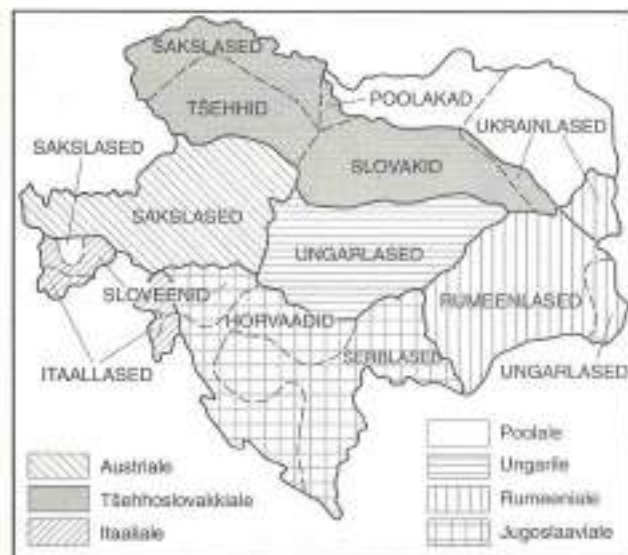 SAKSLASED
POOLAKAD
TŠEHHID
UKRAINLASED
SAKSLASED
SLOVAKID
SAKSLASED
UNGARLASED
SLOVEENID
RUMEENLASED
HORVAADID
SERBLASED
ITAALLASED
UNGARLASED
Austriale
Tšehhoslovakkiale
Itaaliale
Poolale
Ungarile
Rumeeniale
Jugoslaaviale